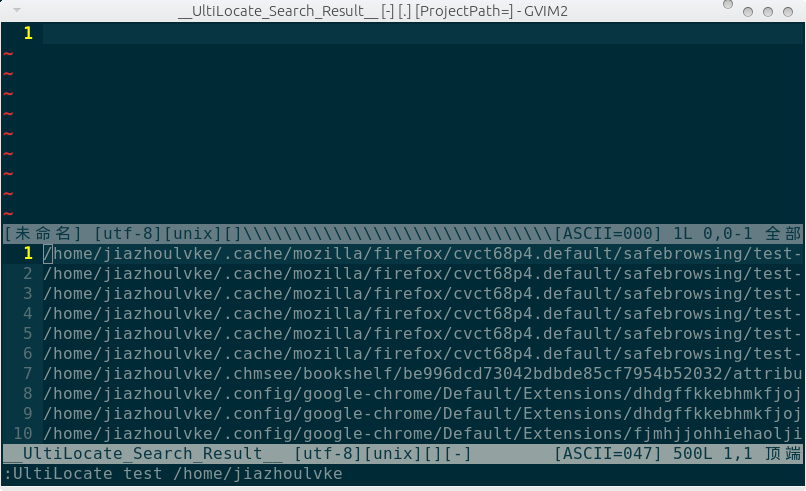 __UltiLocate_Search_Result__ [-] [.] [ProjectPath=] - GVIM2
1
~
~
~
~
~
~
~
~
~
[未命名] [utf-8][unix][]\\\\\\\\\\\\\\\\\\\\\\\\\\\\\\\[ASCII=000] 1L 0,0-1 全部
1 /home/jiazhoulvke/.cache/mozilla/firefox/cvct68p4.default/safebrowsing/test-
2 /home/jiazhoulvke/.cache/mozilla/firefox/cvct68p4.default/safebrowsing/test-
3 /home/jiazhoulvke/.cache/mozilla/firefox/cvct68p4.default/safebrowsing/test-
4 /home/jiazhoulvke/.cache/mozilla/firefox/cvct68p4.default/safebrowsing/test-
5 /home/jiazhoulvke/.cache/mozilla/firefox/cvct68p4.default/safebrowsing/test-
6 /home/jiazhoulvke/.cache/mozilla/firefox/cvct68p4.default/safebrowsing/test-
7 /home/jiazhoulvke/.chmsee/bookshelf/be996dcd73042bdbde85cf7954b52032/attribu
8 /home/jiazhoulvke/.config/google-chrome/Default/Extensions/dhdgffkkebhmkfjoj
9 /home/jiazhoulvke/.config/google-chrome/Default/Extensions/dhdgffkkebhmkfjoj
10 /home/jiazhoulvke/.config/google-chrome/Default/Extensions/fjmhjjohhiehaolji
__UltiLocate_Search_Result__ [utf-8][unix][][-] [ASCII=047] 500L 1,1 顶端
:UltiLocate test /home/jiazhoulvke